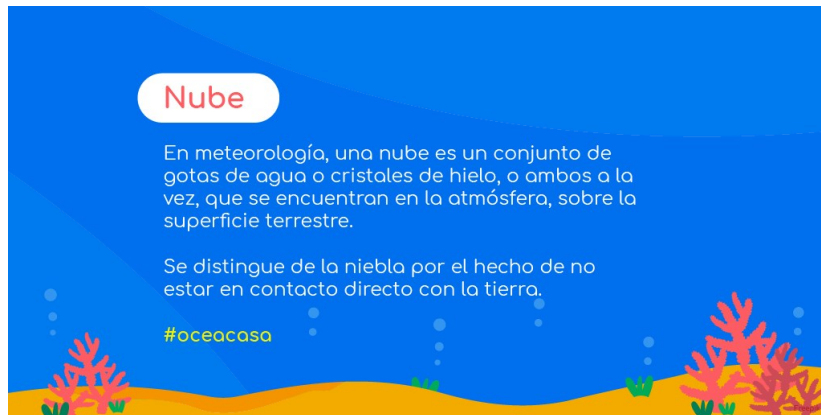 Nube
En meteorología, una nube es un conjunto de
gotas de agua o cristales de hielo, o ambos a la
vez, que se encuentran en la atmósfera, sobre la
superficie terrestre.
Se distingue de la niebla por el hecho de no
estar en contacto directo con la tierra.
#oceacasa